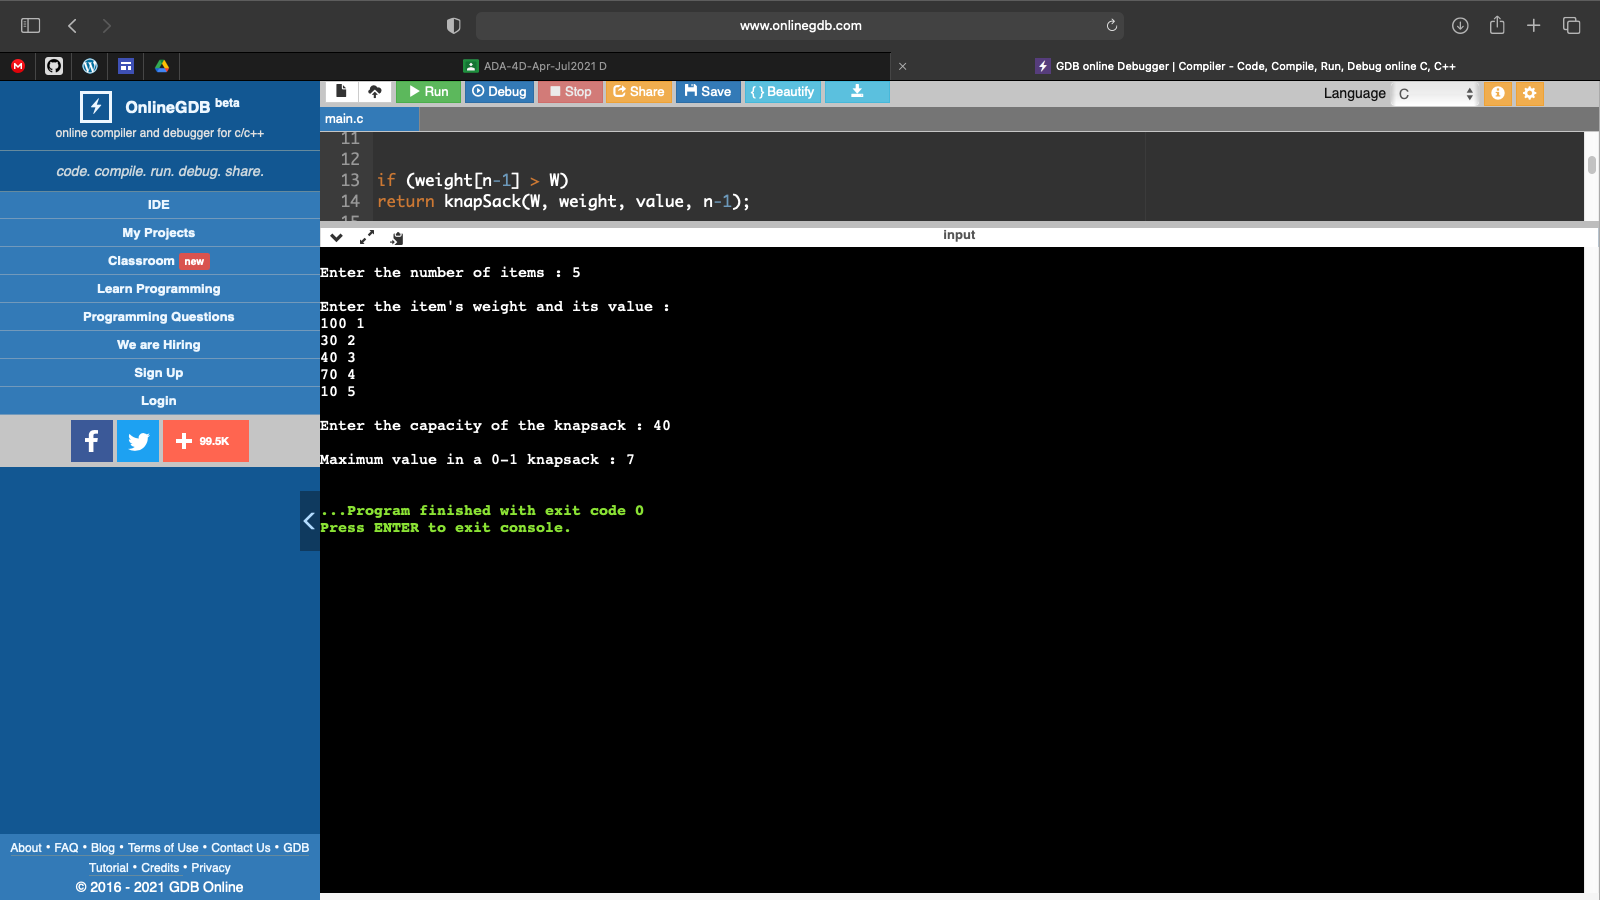 www.onlinegdb.com
ADA-4D-Apr-Jul2021 D
GDB online Debugger | Compiler - Code, Compile, Run, Debug online C, C++
OnlineGDB beta
online compiler and debugger for c/c++
code. compile. run. debug. share.
IDE
My Projects
Classroom new
Learn Programming
Programming Questions
We are Hiring
Sign Up
Login
99.5K
Run Debug Stop Share Save { } Beautify
Language C
main.c
11
12
13 if (weight[n-1] > W)
14 return knapSack(W, weight, value, n-1);
15
input
Enter the number of items : 5
Enter the item's weight and its value :
100 1
30 2
40 3
70 4
10 5
Enter the capacity of the knapsack : 40
Maximum value in a 0-1 knapsack : 7
...Program finished with exit code 0
Press ENTER to exit console.
About • FAQ • Blog • Terms of Use • Contact Us • GDB
Tutorial • Credits • Privacy
© 2016 - 2021 GDB Online